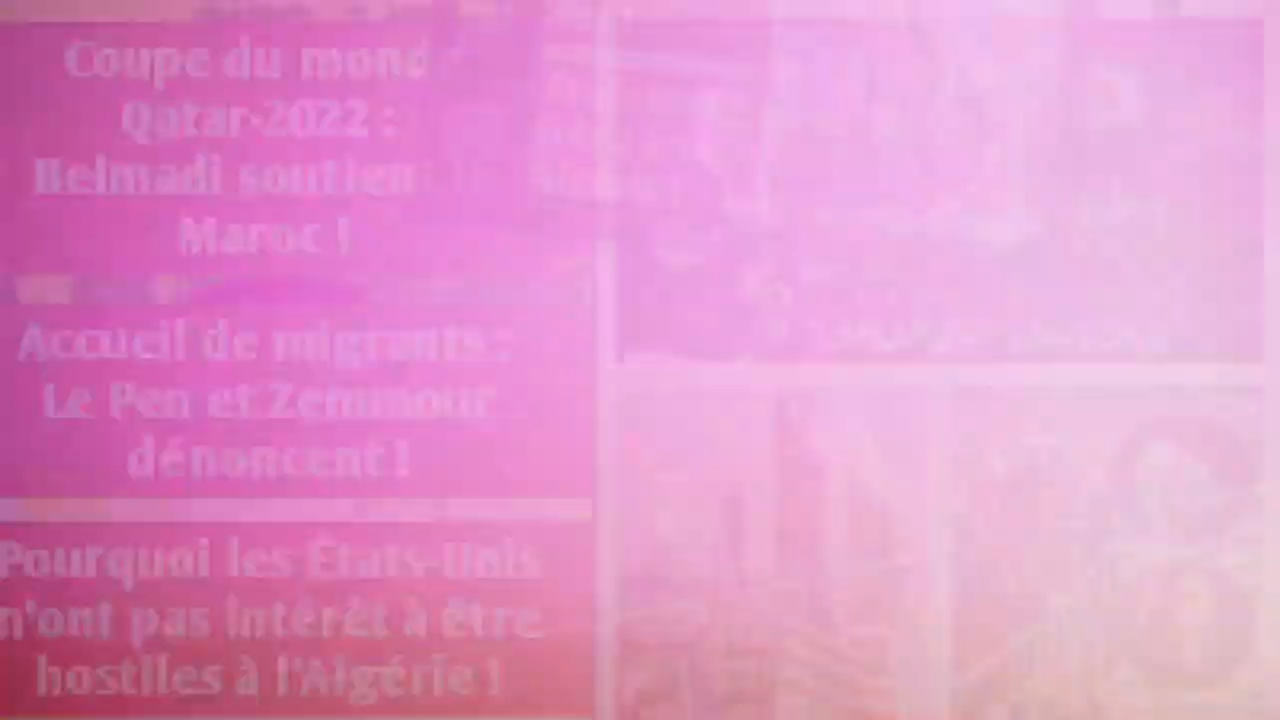 Coupe du mond
Qatar-2022 :
Belmadi soutien
Maroc !
Accueil de migrants :
Le Pen et Zemmour
dénoncent !
Pourquoi les États-Unis
n'ont pas intérêt à être
hostiles à l'Algérie !